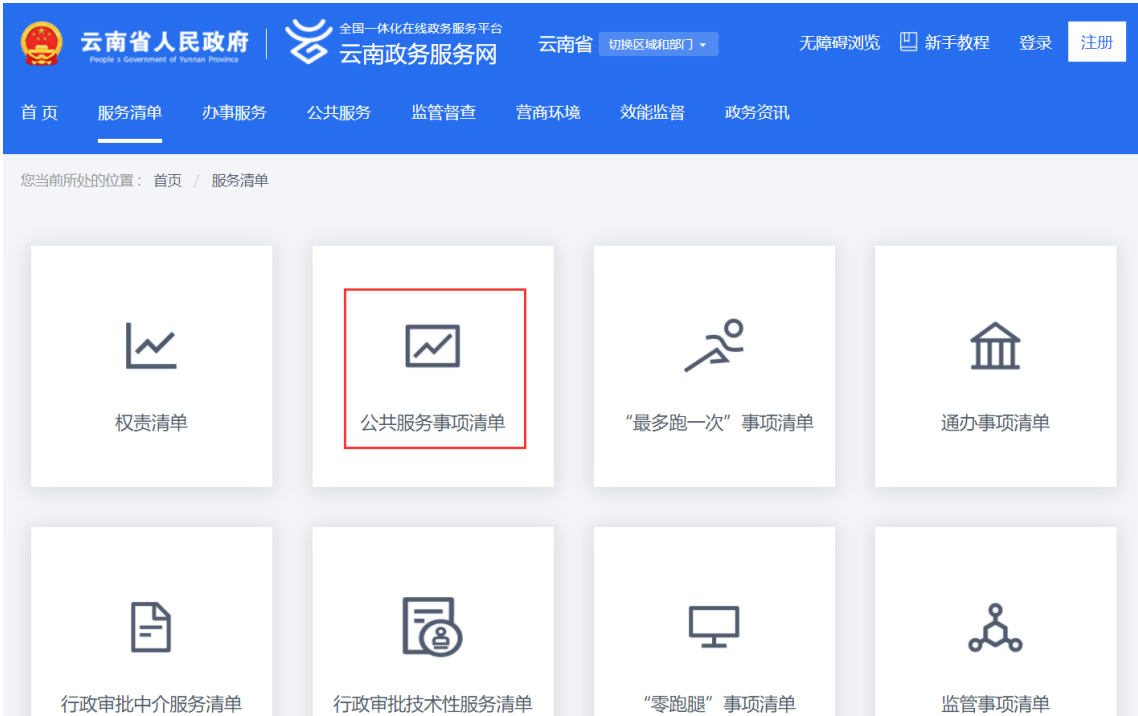 云南省人民政府
People s Government of Yunnan Province
全国一体化在线政务服务平台
云南政务服务网
云南省 切换区域和部门
无障碍浏览 新手教程 登录 注册
首页 服务清单 办事服务 公共服务 监管督查 营商环境 效能监督 政务资讯
您当前所处的位置： 首页 / 服务清单
权责清单 公共服务事项清单 “最多跑一次”事项清单 通办事项清单
行政审批中介服务清单 行政审批技术性服务清单 “零跑腿”事项清单 监管事项清单